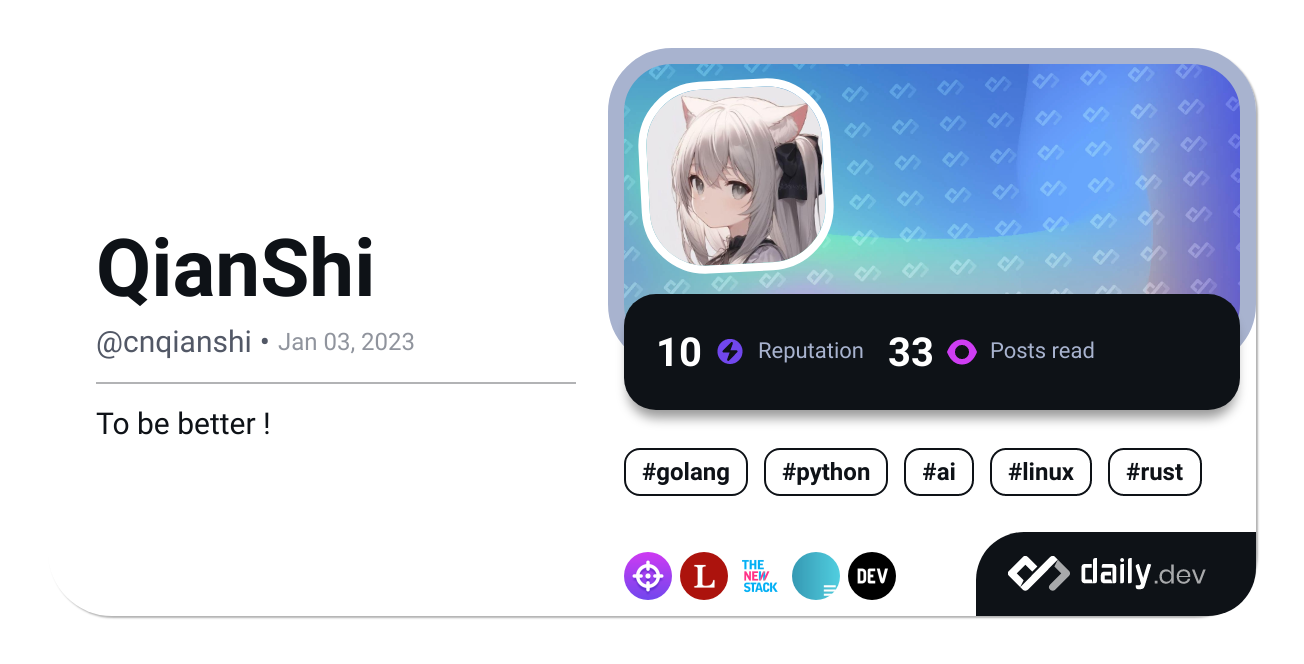 QianShi
@cnqianshi • Jan 03, 2023
To be better !
10 Reputation 33 Posts read
#golang #python #ai #linux #rust
L
THE
NEW
STACK
DEV
daily.dev